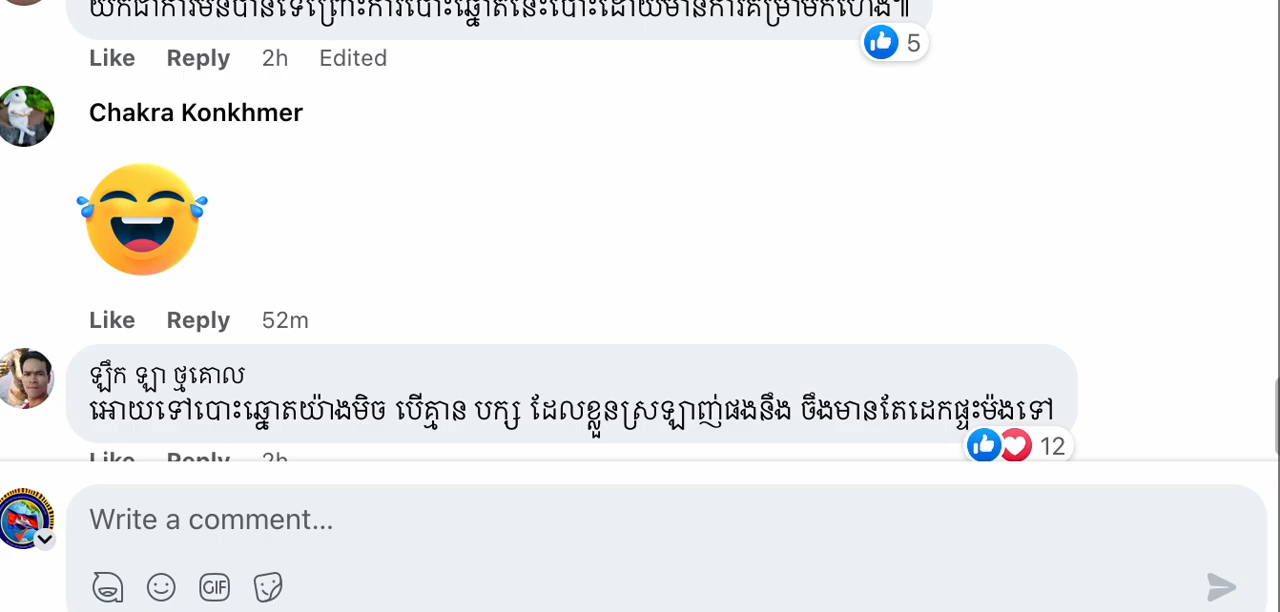 យកជាការមិនបានទេព្រោះការបោះឆ្នោតនេះបោះដោយមានការគម្រាមកំហែង៕
5
Like Reply 2h Edited
Chakra Konkhmer
Like Reply 52m
ឡឹក ឡា ថ្មគោល
អោយទៅបោះឆ្នោតយ៉ាងមិច បើគ្មាន បក្ស ដែលខ្លួនស្រឡាញ់ផងនឹង ចឹងមានតែដេកផ្ទះម៉ងទៅ
12
Like Reply 2h
Write a comment...
GIF